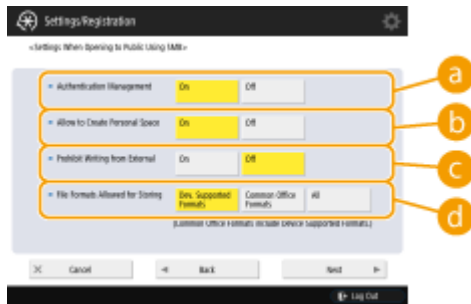 Settings/Registration
<Settings When Opening to Public Using SMB>
Authentication Management On Off
a
Allow to Create Personal Space On Off
b
Prohibit Writing from External On Off
c
File Formats Allowed for Storing Dev. Supported Formats Common Office Formats All
d
(Common Office Formats include Device Supported Formats.)
Cancel Back Next
Log Out